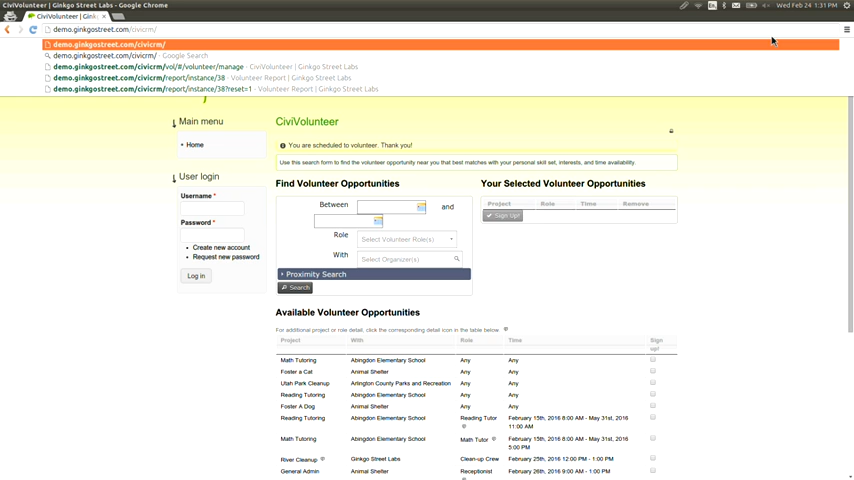 CiviVolunteer | Ginkgo Street Labs - Google Chrome
En
Wed Feb 24 1:31 PM
CiviVolunteer | Gink ×
demo.ginkgostreet.com/civicrm/
demo.ginkgostreet.com/civicrm/
demo.ginkgostreet.com/civicrm/ - Google Search
demo.ginkgostreet.com/civicrm/vol/#/volunteer/manage - CiviVolunteer | Ginkgo Street Labs
demo.ginkgostreet.com/civicrm/report/instance/38 - Volunteer Report | Ginkgo Street Labs
demo.ginkgostreet.com/civicrm/report/instance/38?reset=1 - Volunteer Report | Ginkgo Street Labs
Main menu
Home
User login
Username *
Password *
Create new account
Request new password
Log in
CiviVolunteer
You are scheduled to volunteer. Thank you!
Use this search form to find the volunteer opportunity near you that best matches with your personal skill set, interests, and time availability.
Find Volunteer Opportunities
Between and
Role Select Volunteer Role(s)
With Select Organizer(s)
Proximity Search
Search
Your Selected Volunteer Opportunities
Project Role Time Remove
Sign Up!
Available Volunteer Opportunities
For additional project or role detail, click the corresponding detail icon in the table below
Project With Role Time Sign up!
Math Tutoring Abingdon Elementary School Any Any
Foster a Cat Animal Shelter Any Any
Utah Park Cleanup Arlington County Parks and Recreation Any Any
Reading Tutoring Abingdon Elementary School Any Any
Foster A Dog Animal Shelter Any Any
Reading Tutoring Abingdon Elementary School Reading Tutor February 15th, 2016 8:00 AM - May 31st, 2016 11:00 AM
Math Tutoring Abingdon Elementary School Math Tutor February 15th, 2016 8:00 AM - May 31st, 2016 5:00 PM
River Cleanup Ginkgo Street Labs Clean-up Crew February 25th, 2016 12:00 PM - 1:00 PM
General Admin Animal Shelter Receptionist February 26th, 2016 9:00 AM - 1:00 PM